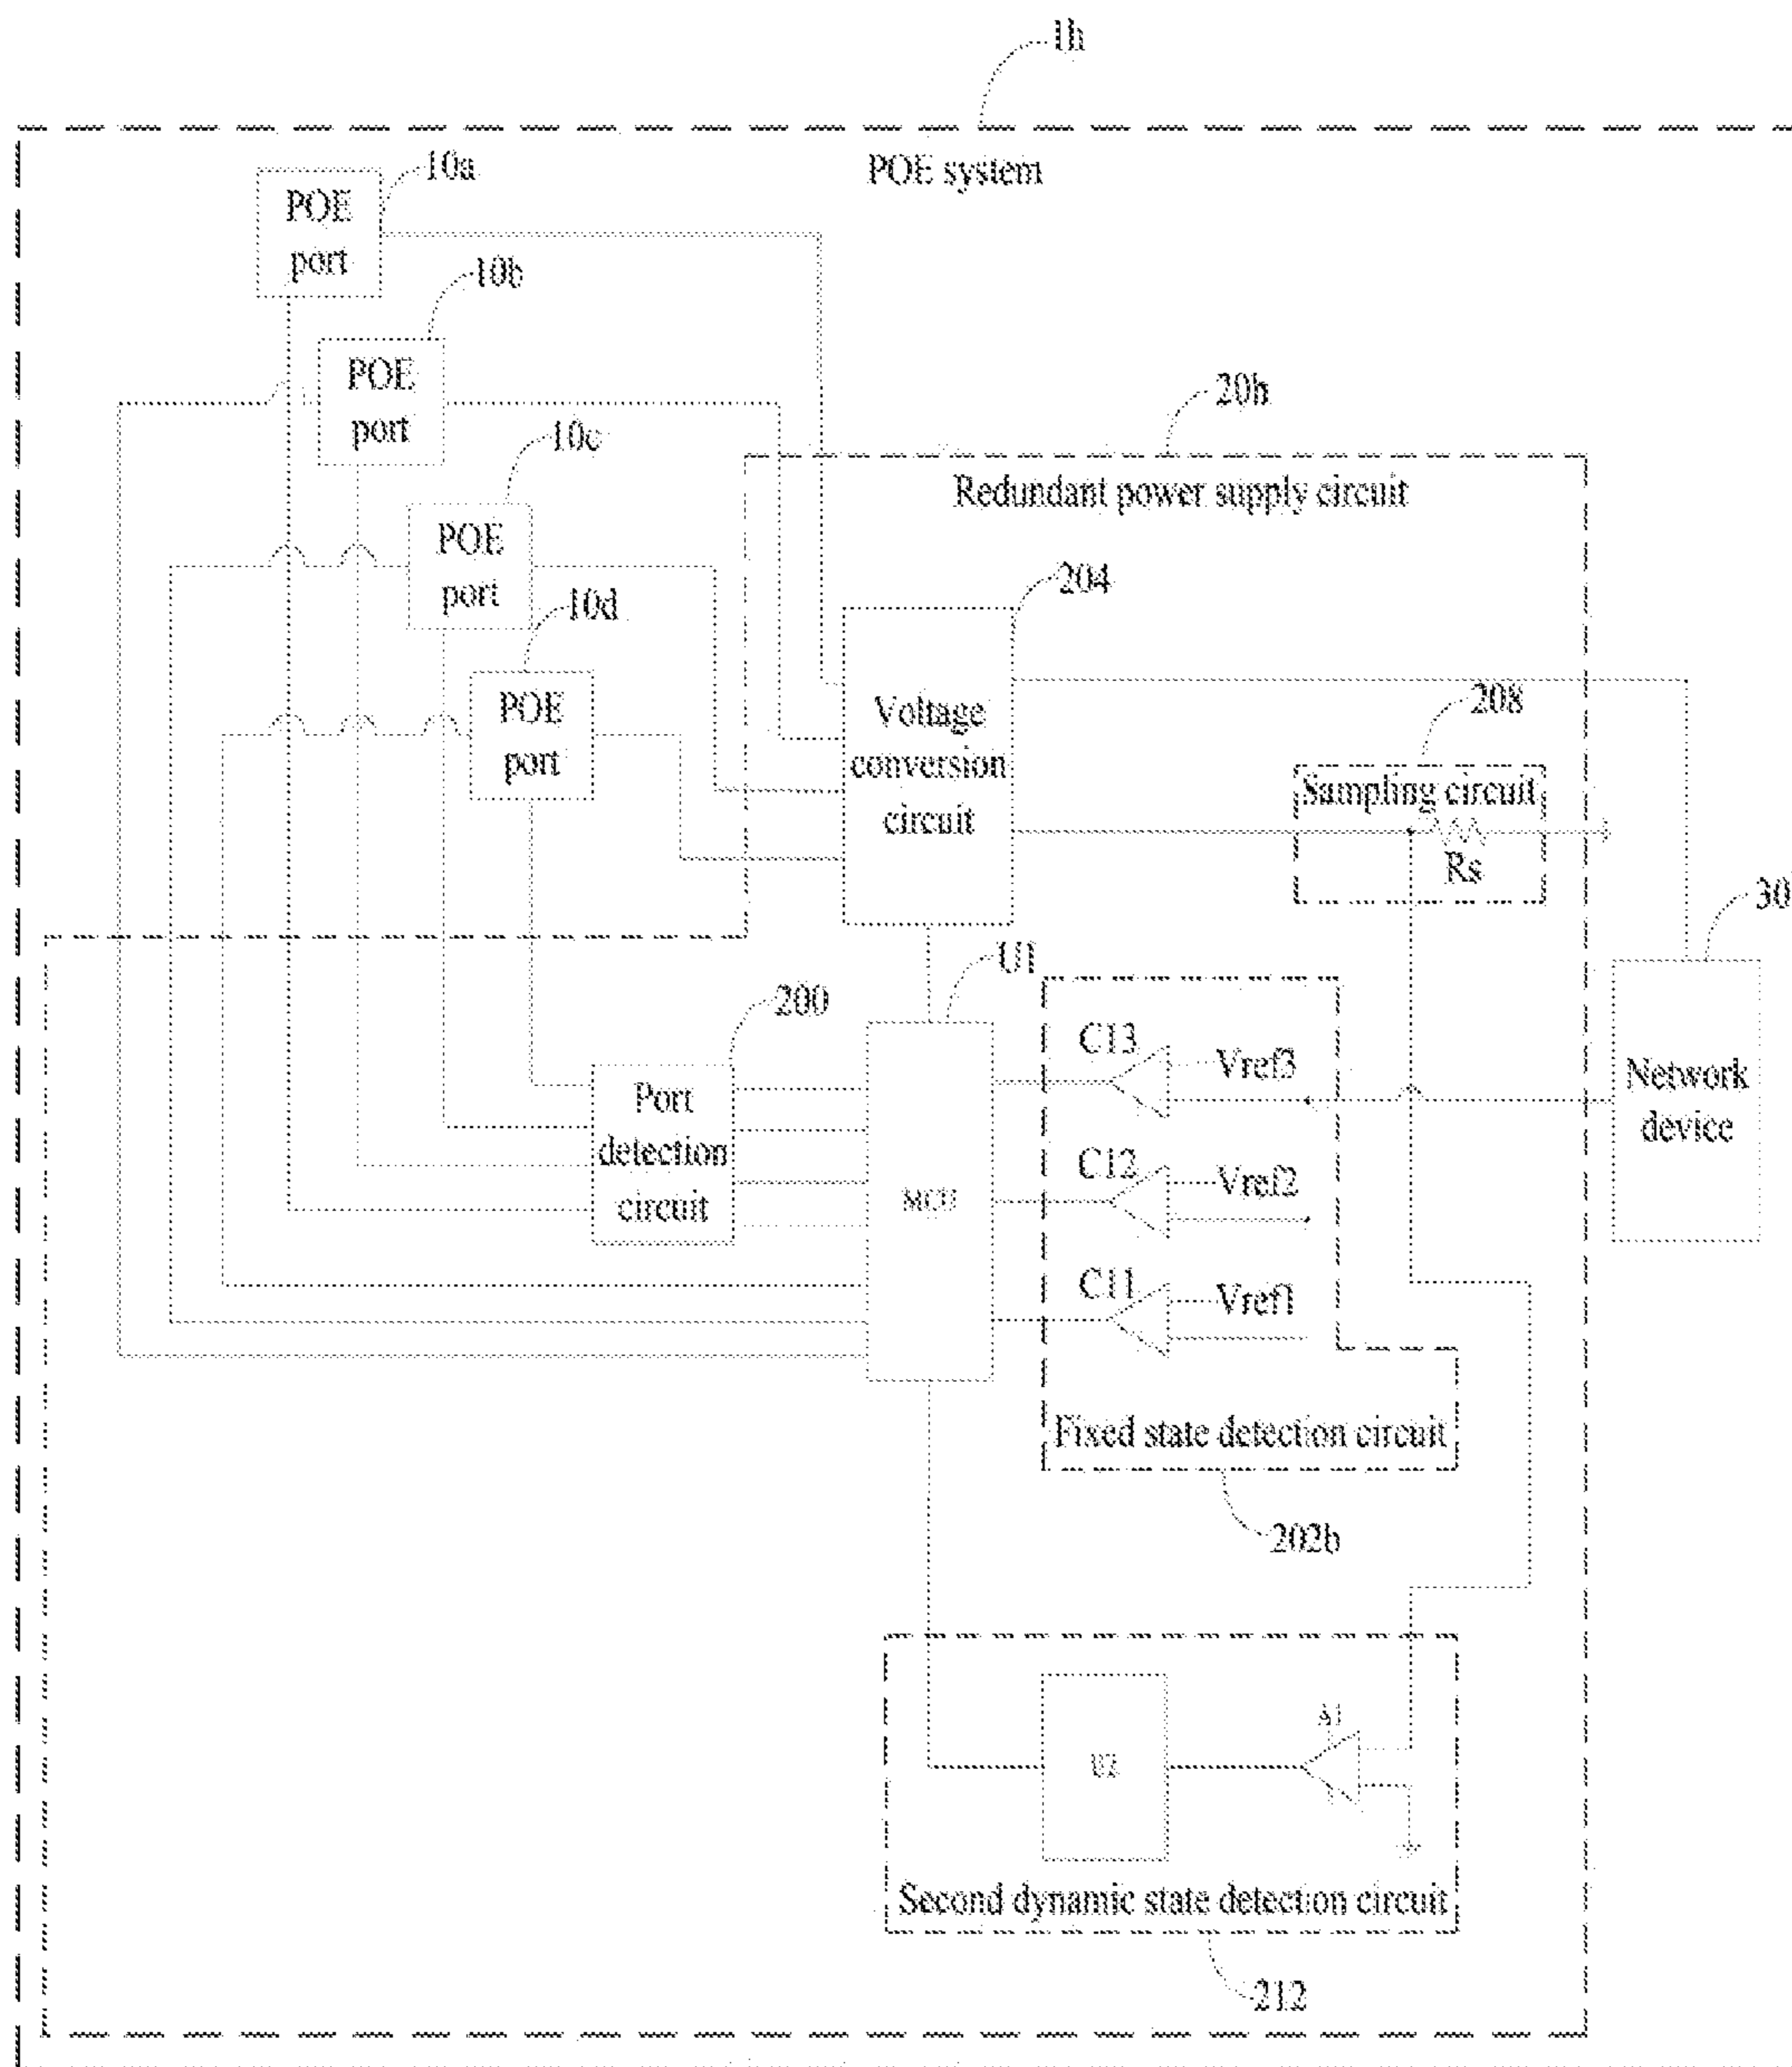 1h
POE system
10a
POE
port
10b
POE
port
20h
10c
Redundant power supply circuit
POE
port
204
10d
POE
port
208
Voltage
conversion
circuit
Sampling circuit
Rs
30
U1
200
C13
Vref3
Port
detection
circuit
Network
device
C12
Vref2
MCU
C11
Vref1
Fixed state detection circuit
202b
A1
U2
Second dynamic state detection circuit
212